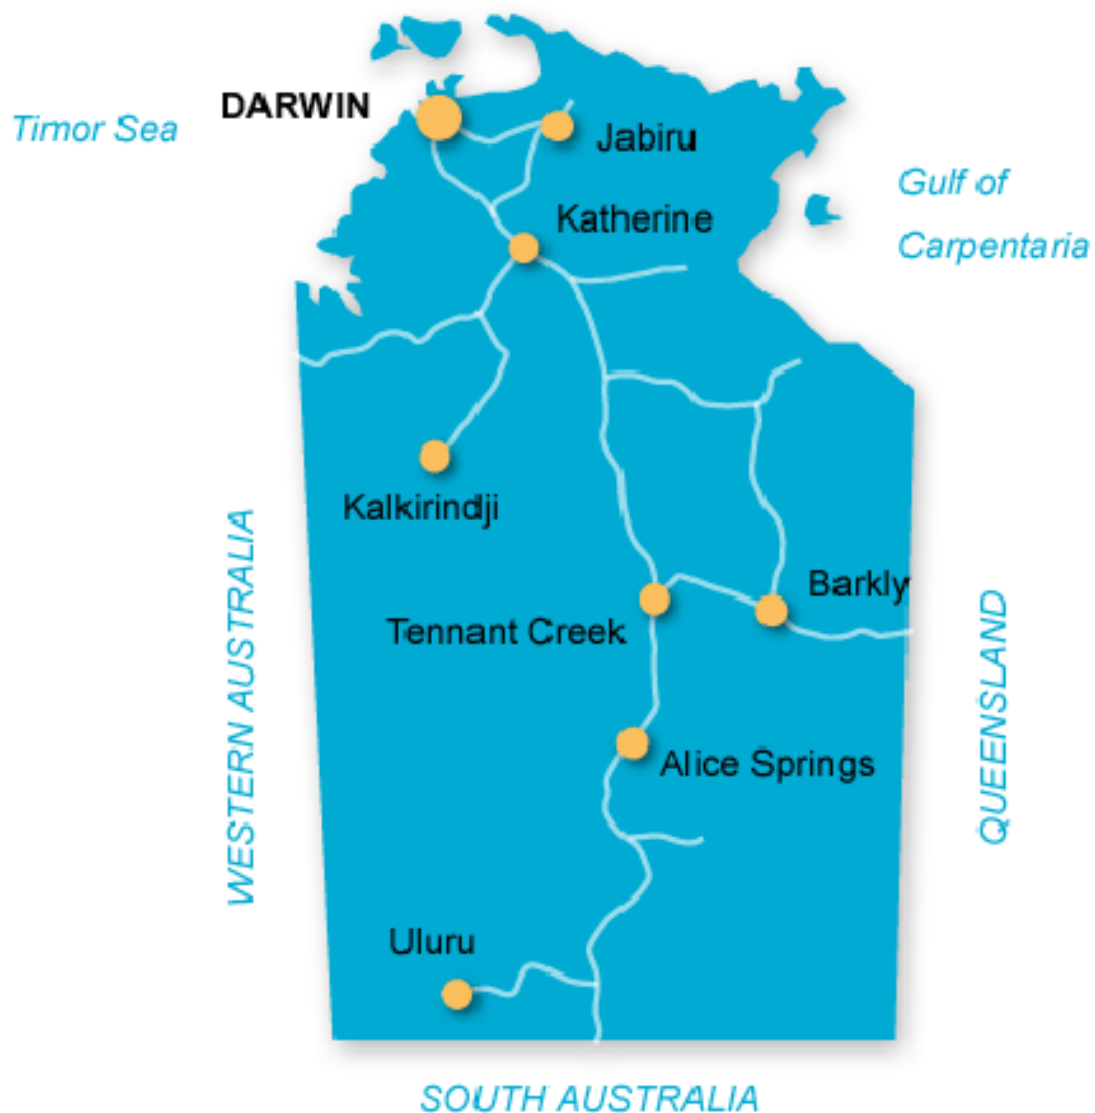 DARWIN
Timor Sea
Jabiru
Gulf of
Carpentaria
Katherine
Kalkirindji
Barkly
Tennant Creek
WESTERN AUSTRALIA
QUEENSLAND
Alice Springs
Uluru
SOUTH AUSTRALIA